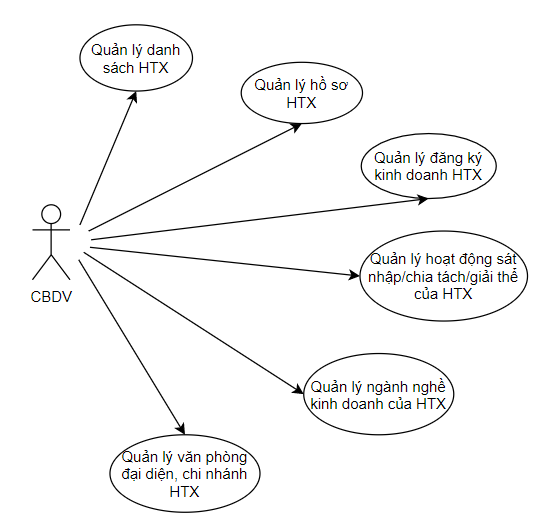 Quản lý danh
sách HTX
Quản lý hồ sơ
HTX
Quản lý đăng ký
kinh doanh HTX
CBDV
Quản lý hoạt động sát
nhập/chia tách/giải thể
của HTX
Quản lý ngành nghề
kinh doanh của HTX
Quản lý văn phòng
đại diện, chi nhánh
HTX